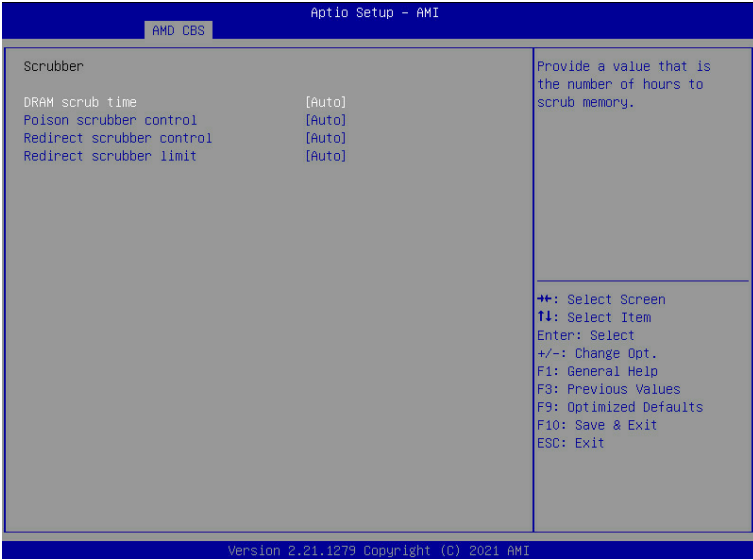 Aptio Setup – AMI
AMD CBS
Scrubber
DRAM scrub time [Auto]
Poison scrubber control [Auto]
Redirect scrubber control [Auto]
Redirect scrubber limit [Auto]
Provide a value that is
the number of hours to
scrub memory.
→←: Select Screen
↑↓: Select Item
Enter: Select
+/-: Change Opt.
F1: General Help
F3: Previous Values
F9: Optimized Defaults
F10: Save & Exit
ESC: Exit
Version 2.21.1279 Copyright (C) 2021 AMI